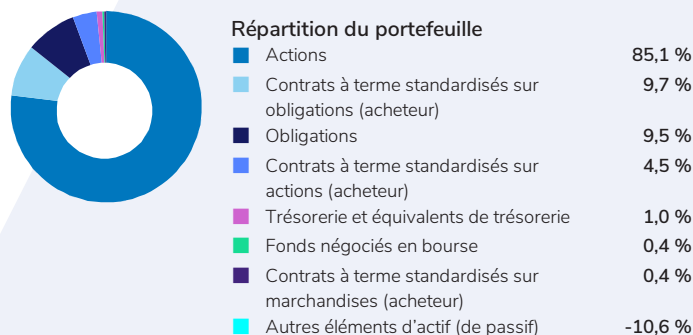 Répartition du portefeuille
Actions 85,1 %
Contrats à terme standardisés sur 9,7 %
obligations (acheteur)
Obligations 9,5 %
Contrats à terme standardisés sur 4,5 %
actions (acheteur)
Trésorerie et équivalents de trésorerie 1,0 %
Fonds négociés en bourse 0,4 %
Contrats à terme standardisés sur 0,4 %
marchandises (acheteur)
Autres éléments d'actif (de passif) -10,6 %